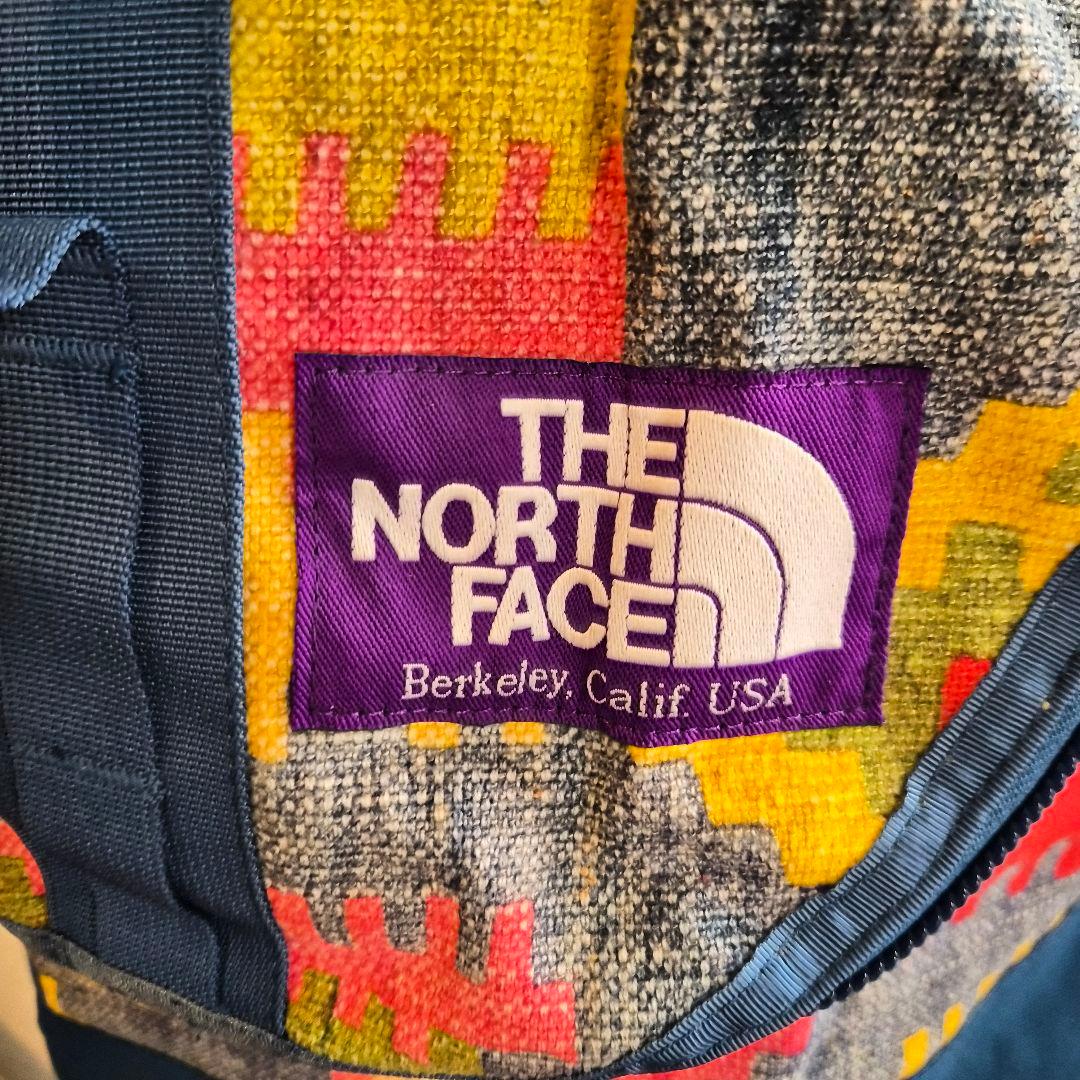 THE
NORTH
FACE
Berkeley, Calif. USA